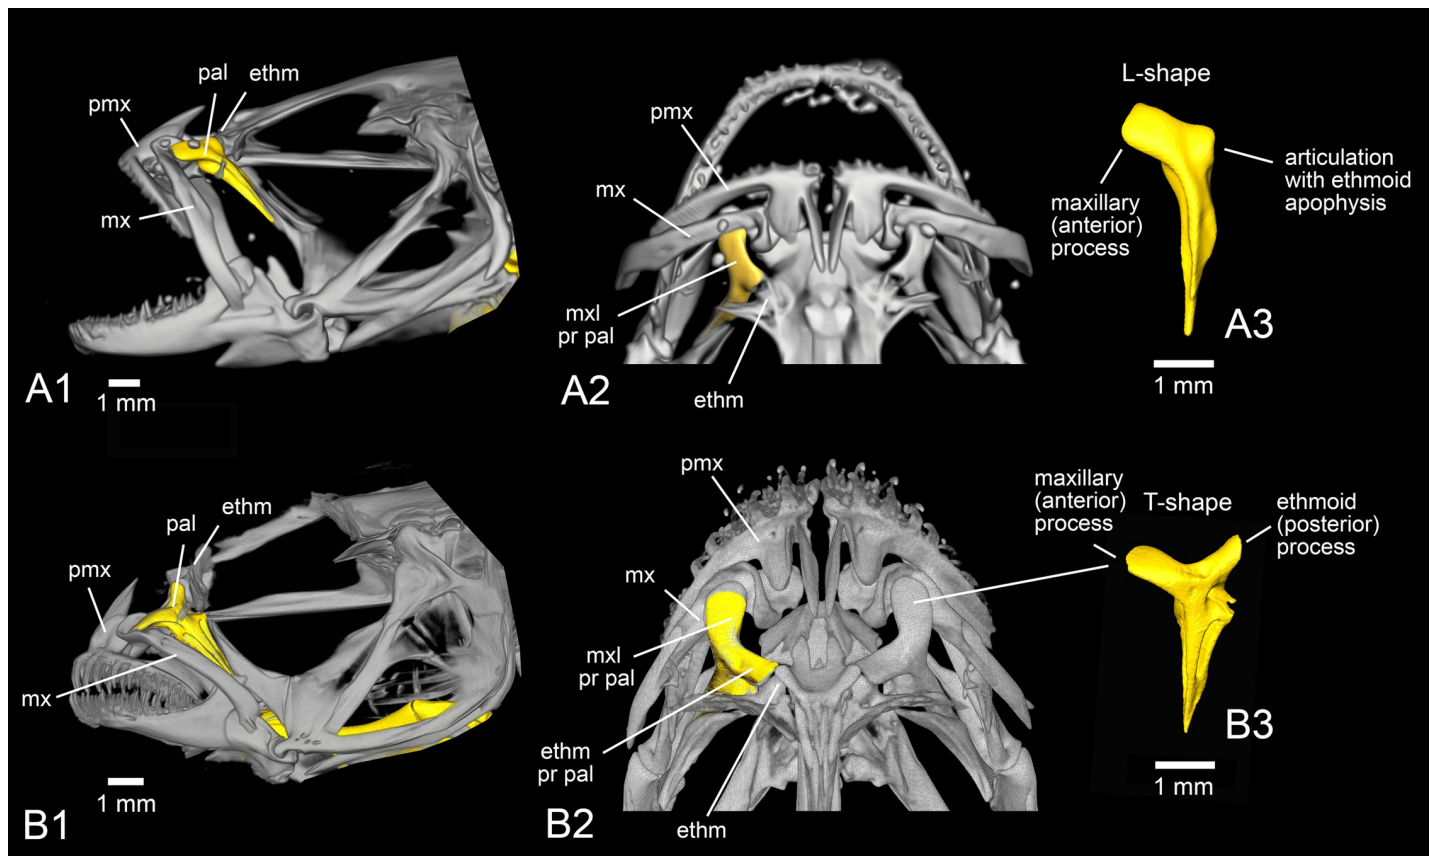 pal
ethm
pmx
mx
A1
1 mm
pmx
mx
mxl
pr pal
ethm
A2
L-shape
maxillary
(anterior)
process
articulation
with ethmoid
apophysis
A3
1 mm
ethm
pal
pmx
mx
B1
1 mm
pmx
mx
mxl
pr pal
ethm
pr pal
ethm
B2
maxillary
(anterior)
process
T-shape
ethmoid
(posterior)
process
B3
1 mm